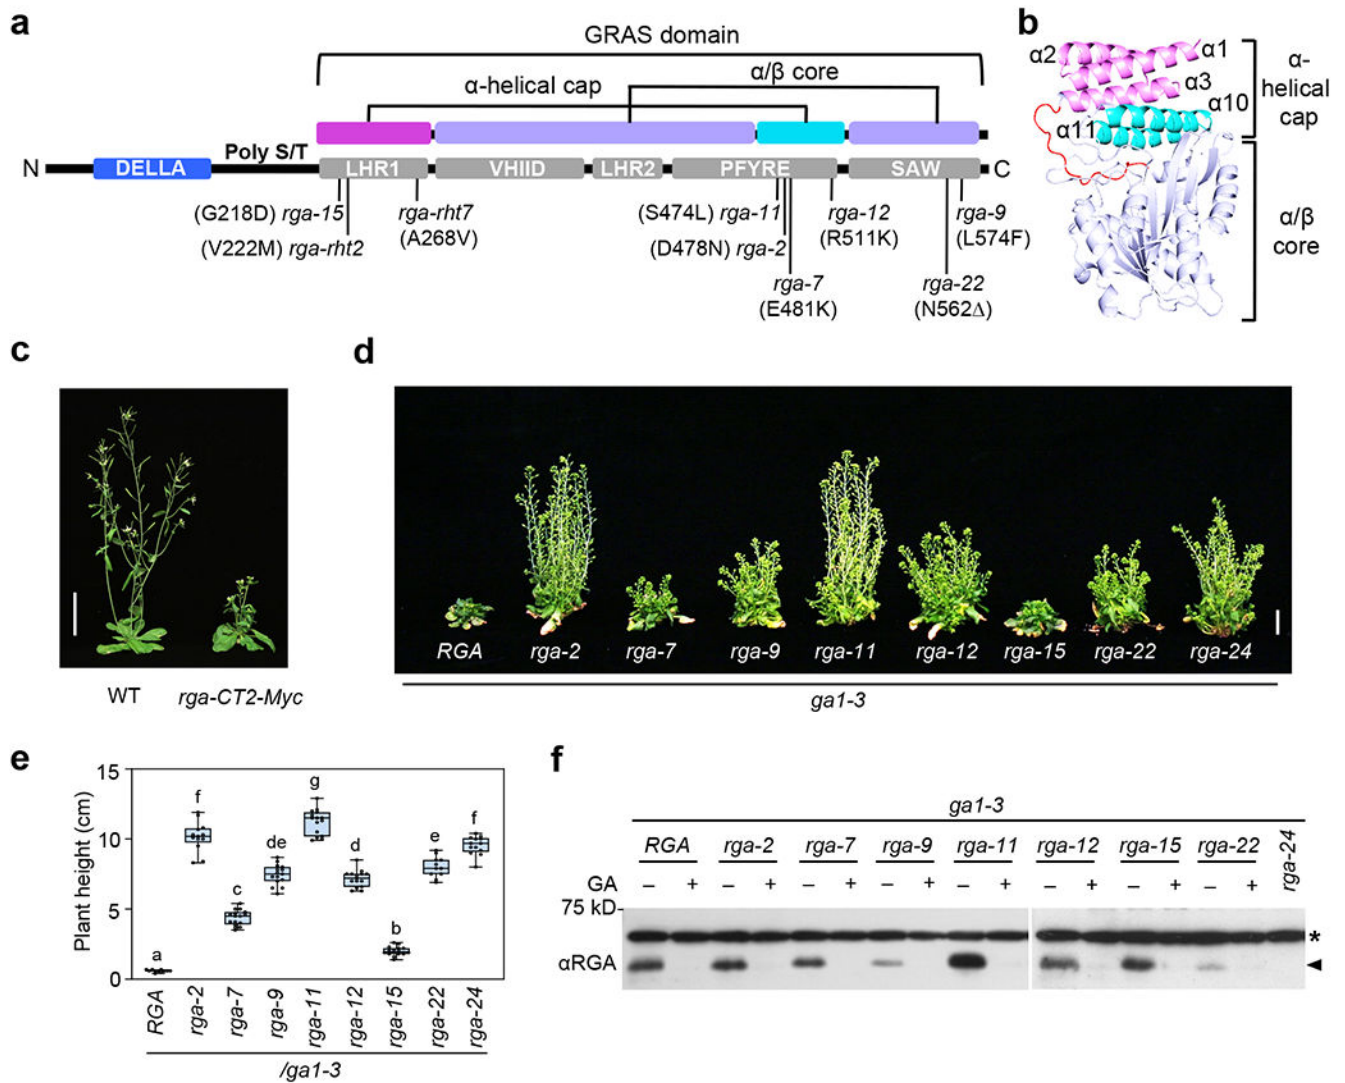 a
GRAS domain
α-helical cap
α/β core
Poly S/T
N
DELLA
LHR1
VHIID
LHR2
PFYRE
SAW
C
(G218D) rga-15
(V222M) rga-rht2
rga-rht7
(A268V)
(S474L) rga-11
(D478N) rga-2
rga-7
(E481K)
rga-12
(R511K)
rga-22
(N562Δ)
rga-9
(L574F)
b
α2
α1
α3
α10
α11
α-
helical
cap
α/β
core
c
WT
rga-CT2-Myc
d
RGA
rga-2
rga-7
rga-9
rga-11
rga-12
rga-15
rga-22
rga-24
ga1-3
e
Plant height (cm)
15
10
5
0
a
f
c
de
g
d
b
e
f
RGA
rga-2
rga-7
rga-9
rga-11
rga-12
rga-15
rga-22
rga-24
/ga1-3
f
ga1-3
RGA
rga-2
rga-7
rga-9
rga-11
rga-12
rga-15
rga-22
rga-24
GA
– + – + – + – + – + – + – + – +
75 kD
*
αRGA